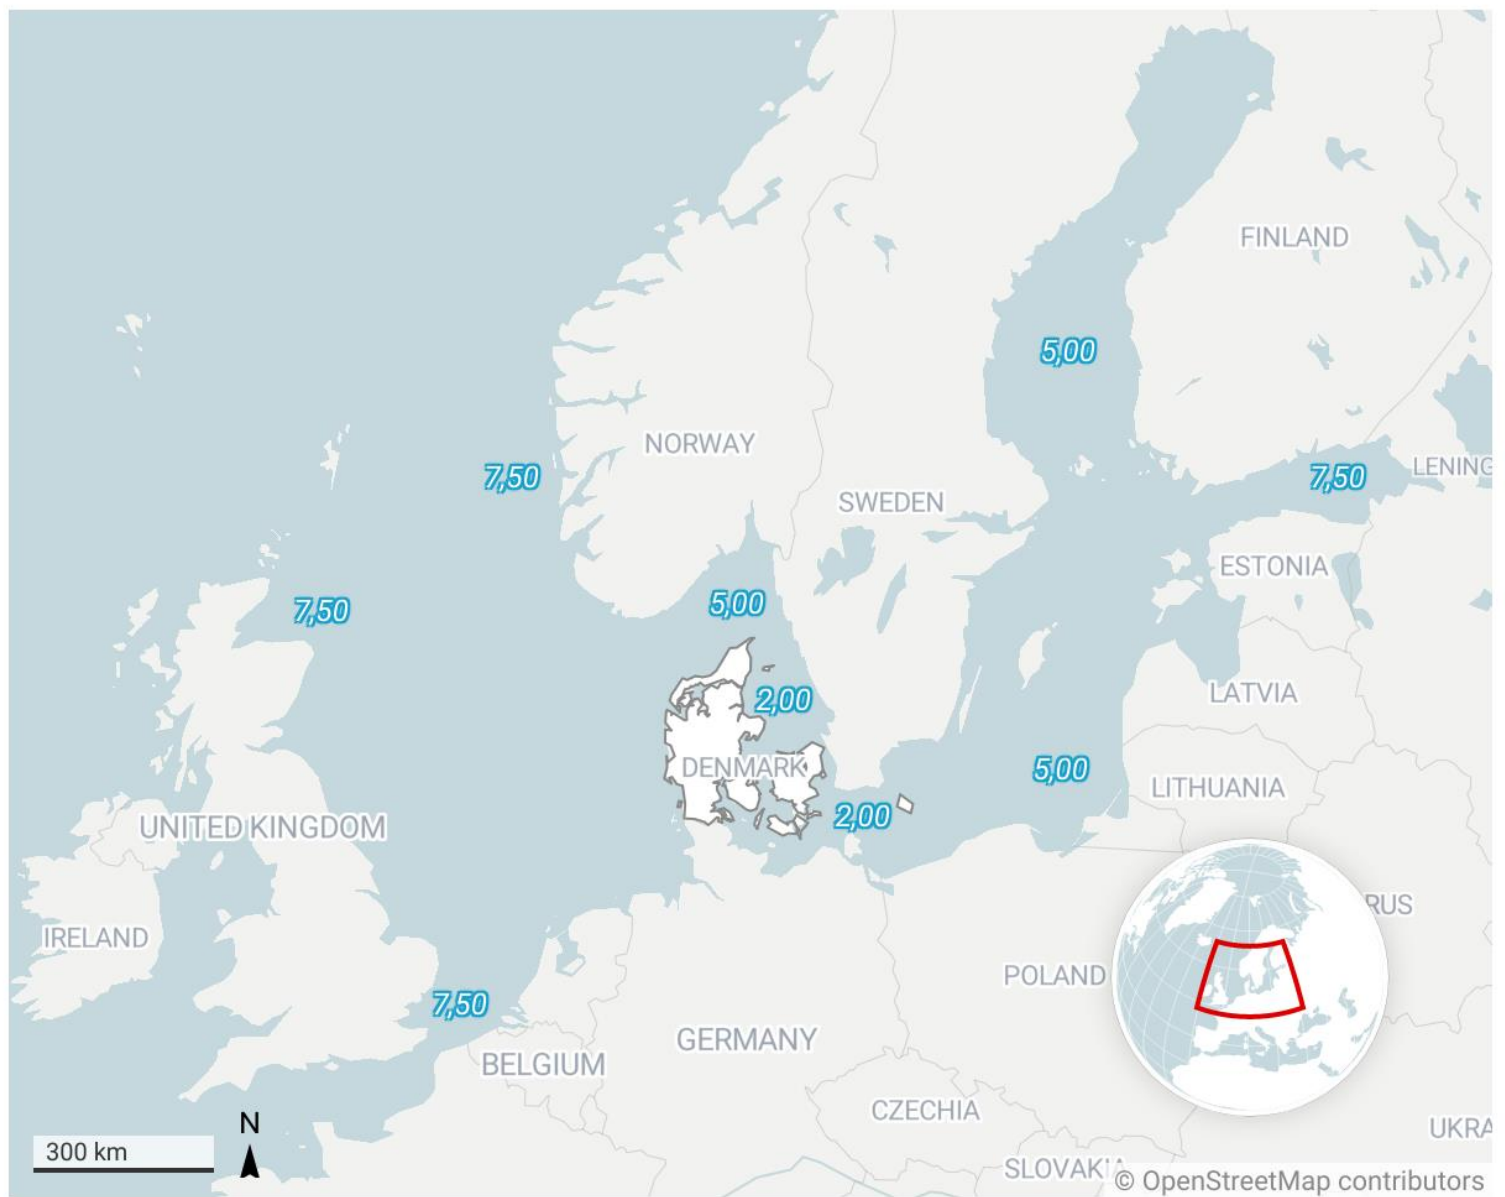 FINLAND
5,00
NORWAY
7,50
7,50
LENING
SWEDEN
ESTONIA
5,00
7,50
LATVIA
2,00
DENMARK
5,00
LITHUANIA
2,00
UNITED KINGDOM
RUS
IRELAND
POLAND
7,50
GERMANY
BELGIUM
CZECHIA
N
UKRA
300 km
SLOVAKIA
© OpenStreetMap contributors